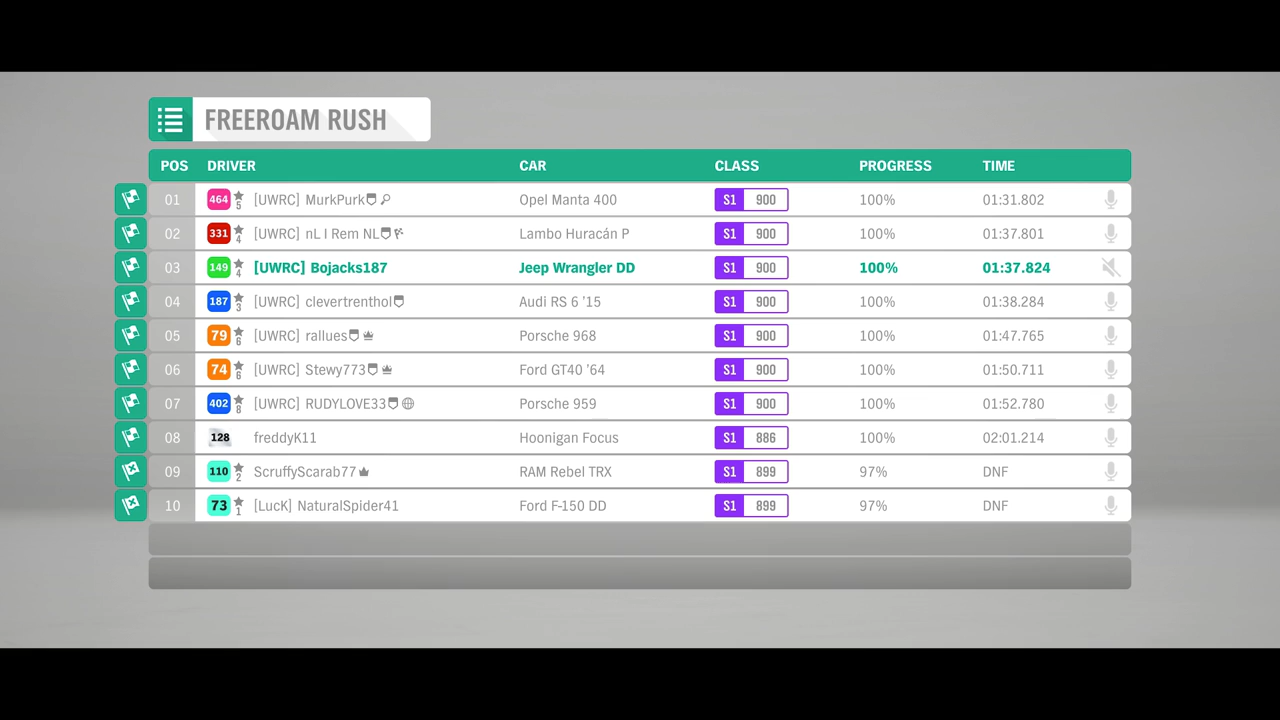 FREEROAM RUSH
POS DRIVER CAR CLASS PROGRESS TIME
01 464 5 [UWRC] MurkPurk Opel Manta 400 S1 900 100% 01:31.802
02 331 4 [UWRC] nL I Rem NL Lambo Huracán P S1 900 100% 01:37.801
03 149 4 [UWRC] Bojacks187 Jeep Wrangler DD S1 900 100% 01:37.824
04 187 3 [UWRC] clevertrenthol Audi RS 6 '15 S1 900 100% 01:38.284
05 79 6 [UWRC] rallues Porsche 968 S1 900 100% 01:47.765
06 74 6 [UWRC] Stewy773 Ford GT40 '64 S1 900 100% 01:50.711
07 402 8 [UWRC] RUDYLOVE33 Porsche 959 S1 900 100% 01:52.780
08 128 freddyK11 Hoonigan Focus S1 886 100% 02:01.214
09 110 2 ScruffyScarab77 RAM Rebel TRX S1 899 97% DNF
10 73 1 [LucK] NaturalSpider41 Ford F-150 DD S1 899 97% DNF